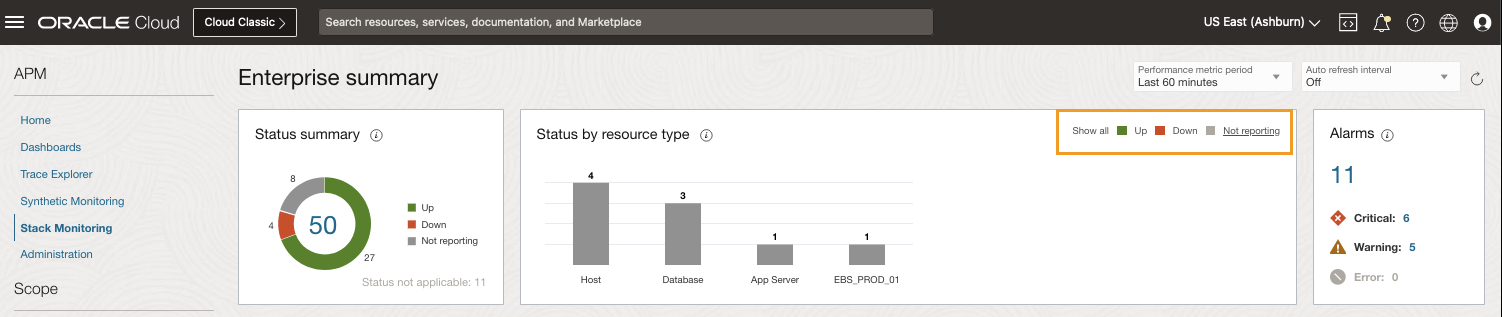 ORACLE Cloud
Cloud Classic
Search resources, services, documentation, and Marketplace
US East (Ashburn)
APM
Home
Dashboards
Trace Explorer
Synthetic Monitoring
Stack Monitoring
Administration
Scope
Enterprise summary
Performance metric period
Last 60 minutes
Auto refresh interval
Off
Status summary
8
4
50
27
Up
Down
Not reporting
Status not applicable: 11
Status by resource type
Show all Up Down Not reporting
4
3
1
1
Host Database App Server EBS_PROD_01
Alarms
11
Critical: 6
Warning: 5
Error: 0